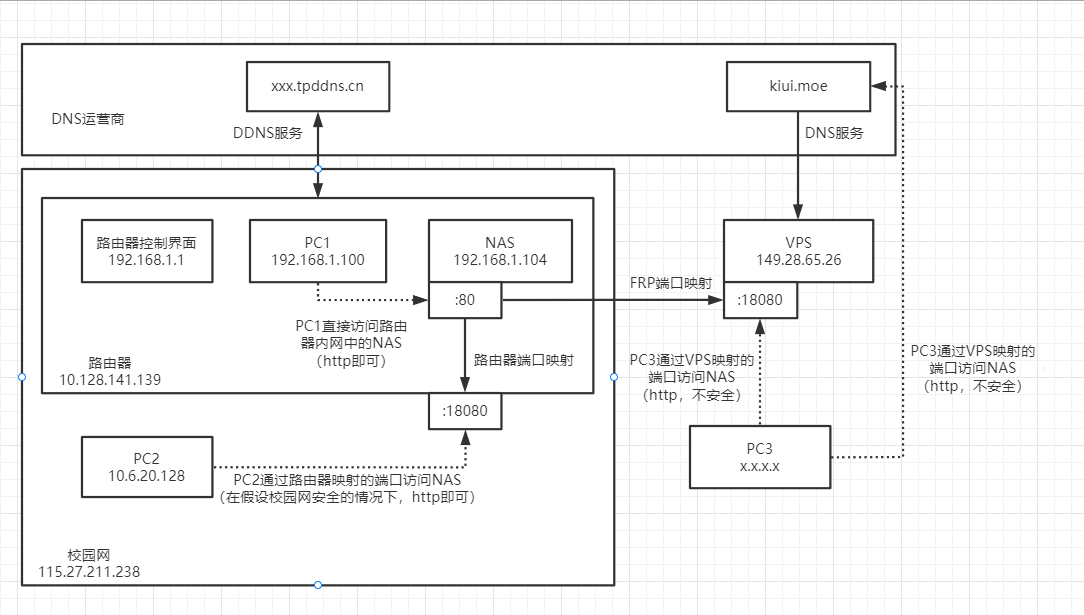 xxx.tpddns.cn
kiui.moe
DNS运营商
DDNS服务
DNS服务
路由器控制界面
192.168.1.1
PC1
192.168.1.100
NAS
192.168.1.104
VPS
149.28.65.26
:80
FRP端口映射
:18080
PC1直接访问路由
器内网中的NAS
（http即可）
路由器端口映射
路由器
10.128.141.139
:18080
PC3通过VPS映射的
端口访问NAS
（http，不安全）
PC3通过VPS映射的
端口访问NAS
（http，不安全）
PC2
10.6.20.128
PC2通过路由器映射的端口访问NAS
（在假设校园网安全的情况下，http即可）
PC3
x.x.x.x
校园网
115.27.211.238